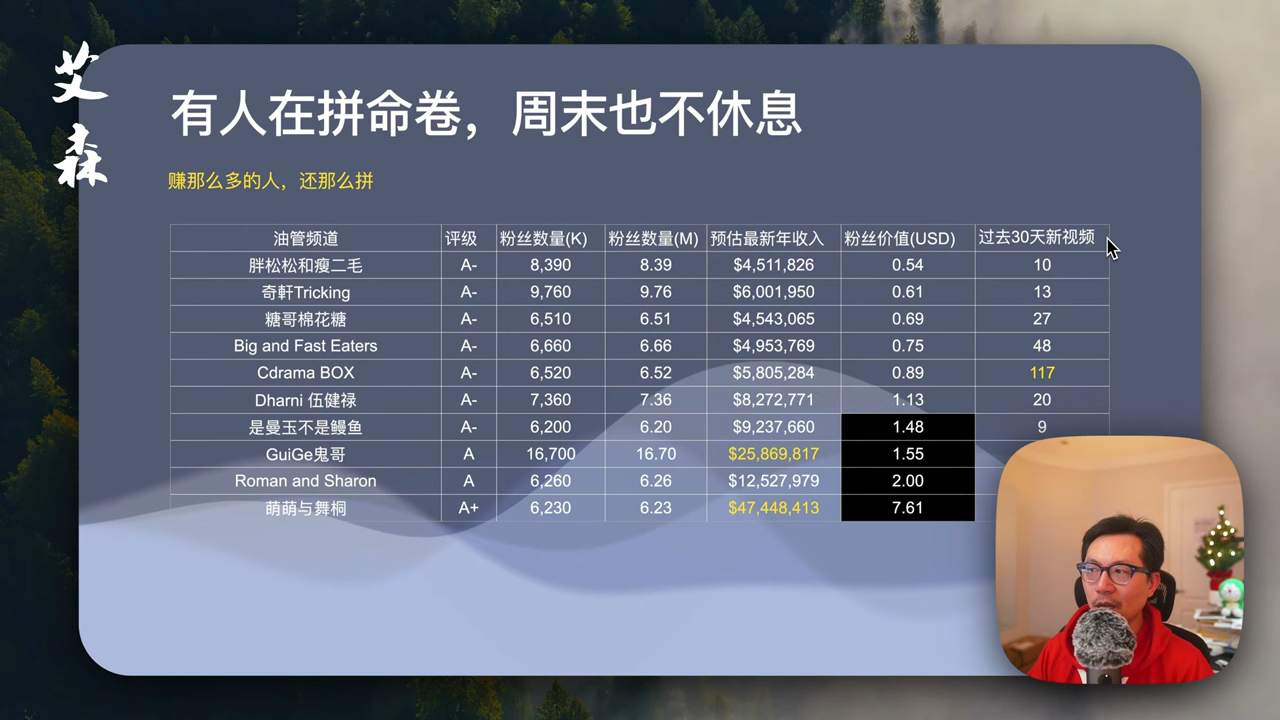 艾森
有人在拼命卷，周末也不休息
赚那么多的人，还那么拼
油管频道 评级 粉丝数量(K) 粉丝数量(M) 预估最新年收入 粉丝价值(USD) 过去30天新视频
胖松松和瘦二毛 A- 8,390 8.39 $4,511,826 0.54 10
奇軒Tricking A- 9,760 9.76 $6,001,950 0.61 13
糖哥棉花糖 A- 6,510 6.51 $4,543,065 0.69 27
Big and Fast Eaters A- 6,660 6.66 $4,953,769 0.75 48
Cdrama BOX A- 6,520 6.52 $5,805,284 0.89 117
Dharni 伍健禄 A- 7,360 7.36 $8,272,771 1.13 20
是曼玉不是鳗鱼 A- 6,200 6.20 $9,237,660 1.48 9
GuiGe鬼哥 A 16,700 16.70 $25,869,817 1.55
Roman and Sharon A 6,260 6.26 $12,527,979 2.00
萌萌与舞桐 A+ 6,230 6.23 $47,448,413 7.61